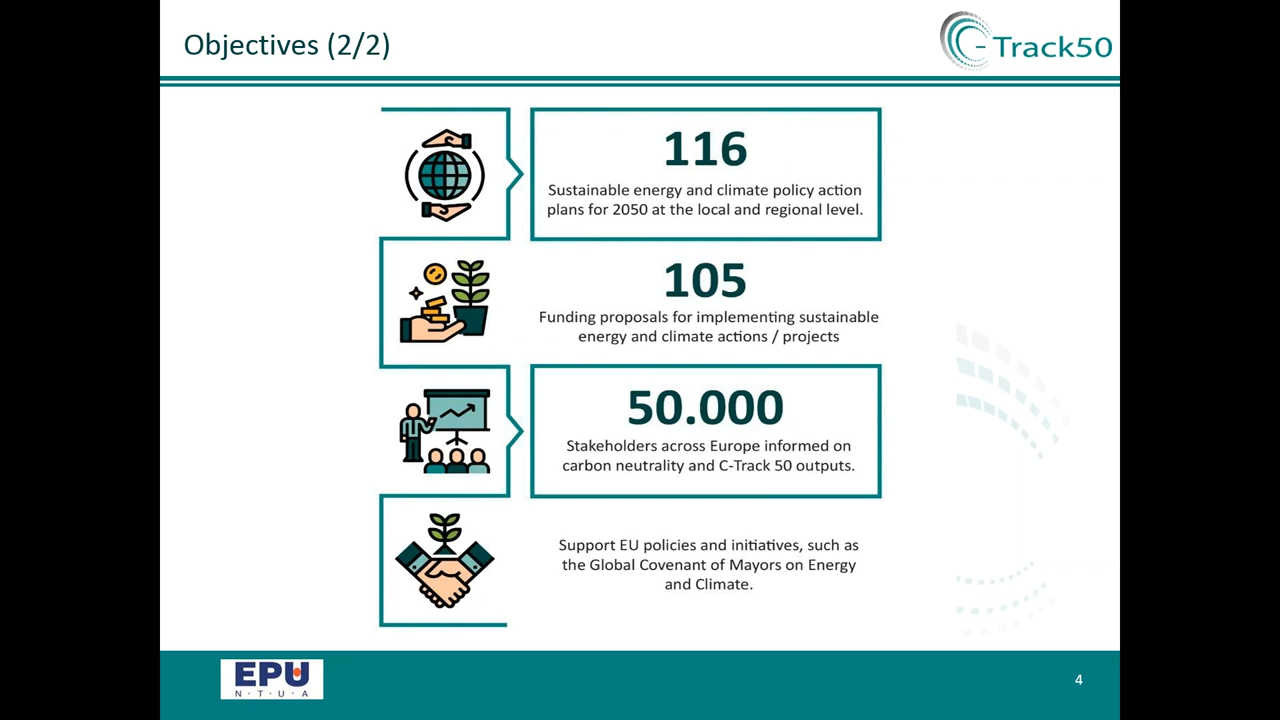 Objectives (2/2)
C-Track50
116
Sustainable energy and climate policy action
plans for 2050 at the local and regional level.
105
Funding proposals for implementing sustainable
energy and climate actions / projects
50.000
Stakeholders across Europe informed on
carbon neutrality and C-Track 50 outputs.
Support EU policies and initiatives, such as
the Global Covenant of Mayors on Energy
and Climate.
EPU
N · T · U · A
4